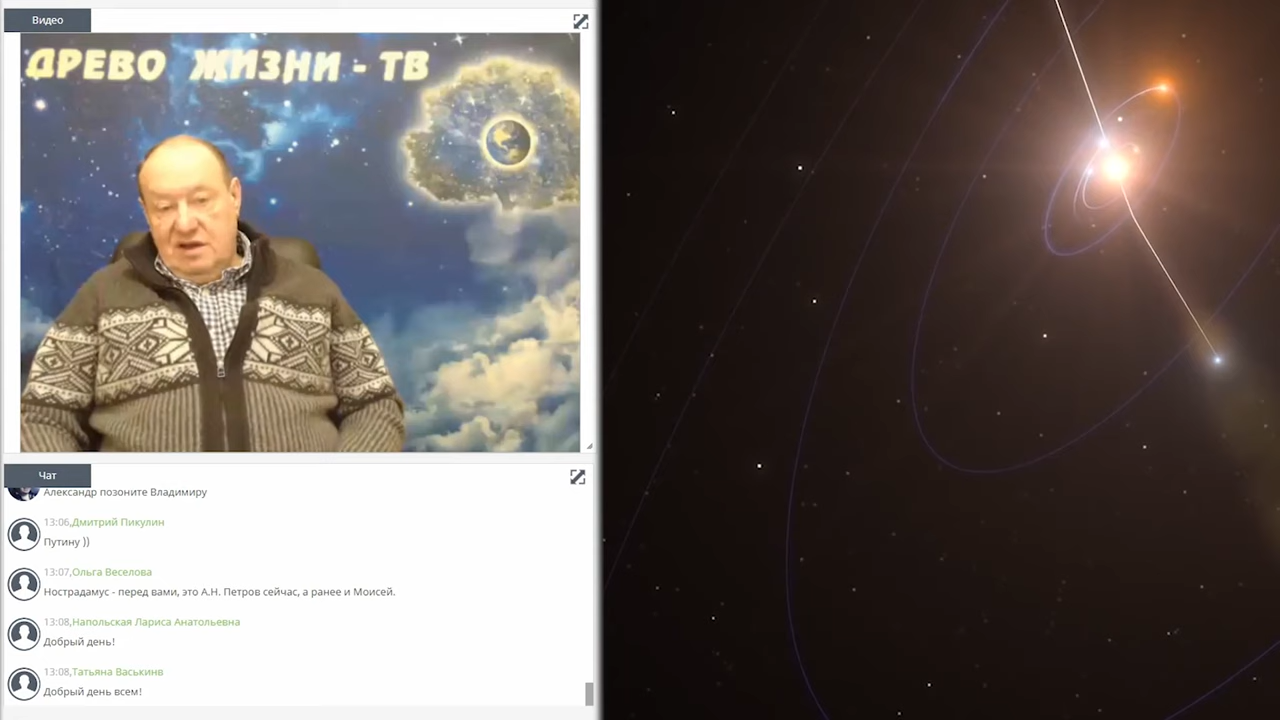 Видео
ДРЕВО ЖИЗНИ - ТВ
Чат
Александр позоните Владимиру
13:06,Дмитрий Пикулин
Путину ))
13:07,Ольга Веселова
Нострадамус - перед вами, это А.Н. Петров сейчас, а ранее и Моисей.
13:08,Напольская Лариса Анатольевна
Добрый день!
13:08,Татьяна Васькинв
Добрый день всем!